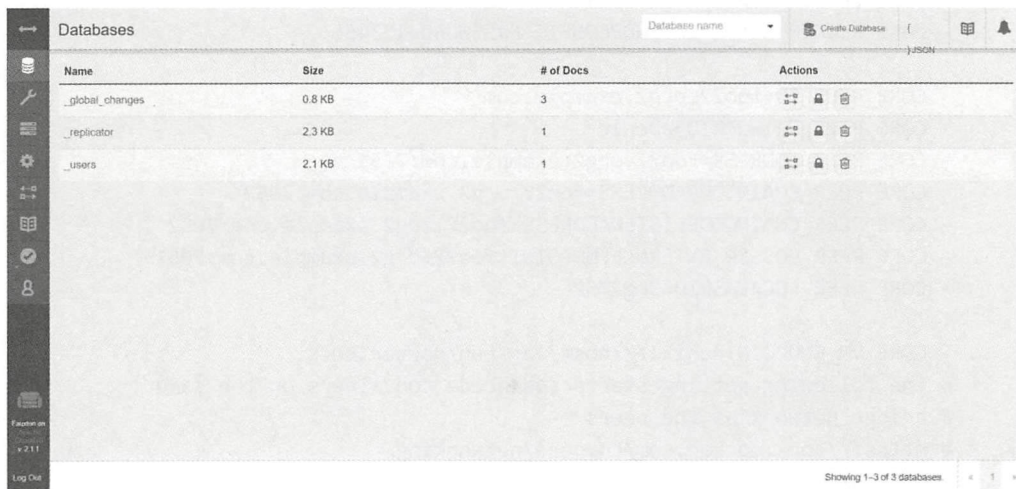 Databases
Database name
Create Database
{
} JSON
Name Size # of Docs Actions
_global_changes 0.8 KB 3
_replicator 2.3 KB 1
_users 2.1 KB 1
Fauxton on
v 2.1.1
Log Out
Showing 1–3 of 3 databases. « 1 »